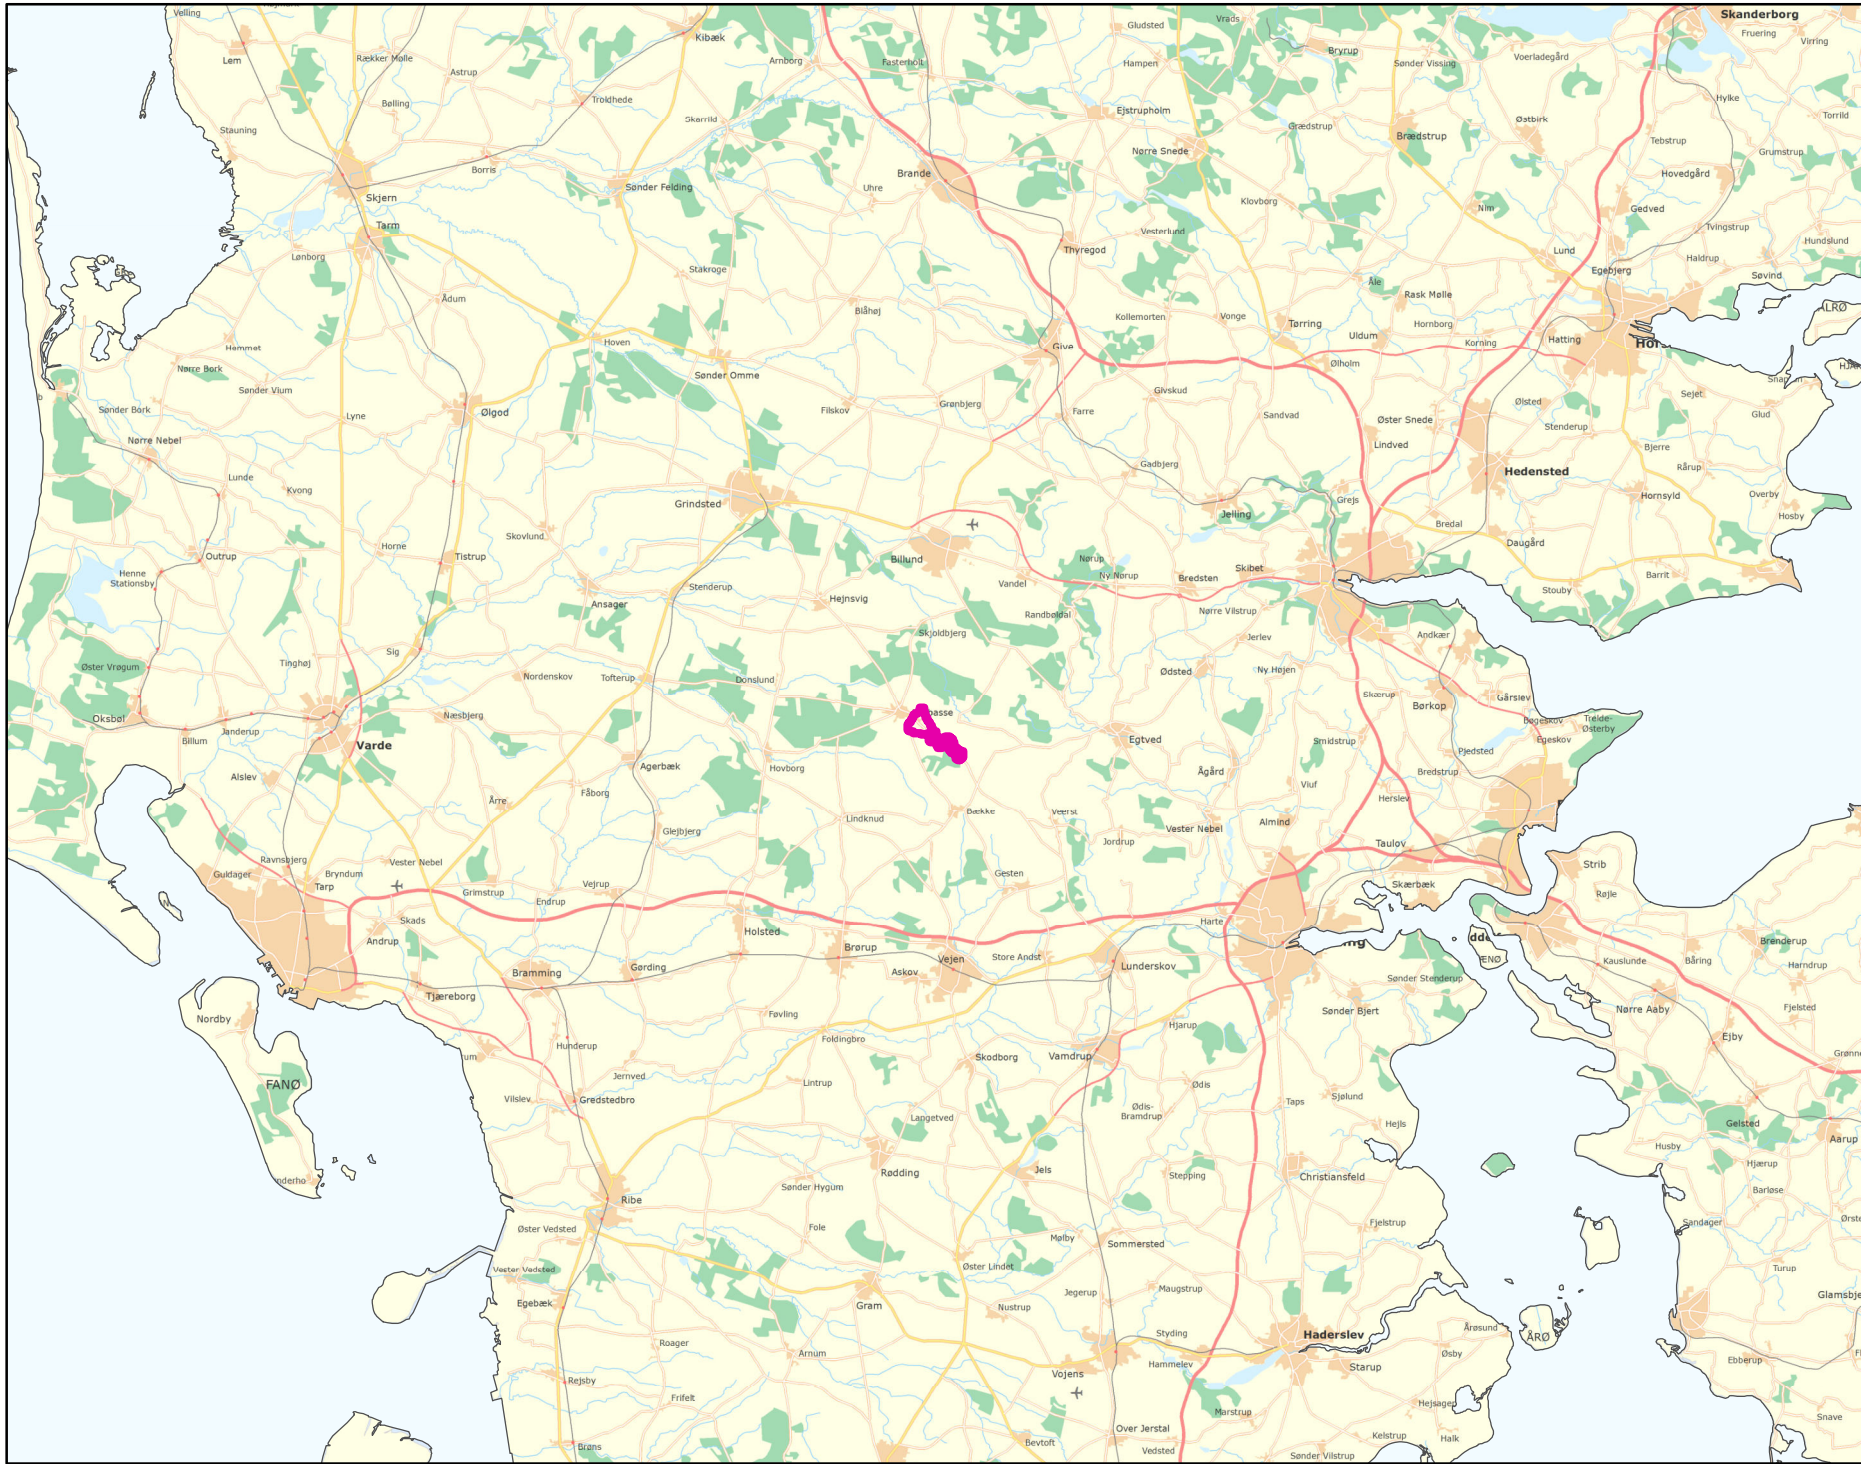 Velling
Skanderborg
Gludsted
Vrads
Fruering
Virring
Kibæk
Bryrup
Lem
Rækker Mølle
Arnborg
Fasterholt
Hampen
Sønder Vissing
Voerladegård
Astrup
Troldhede
Bølling
Hylke
Ejstrupholm
Torrild
Skarrild
Stauning
Grædstrup
Brædstrup
Østbirk
Tebstrup
Nørre Snede
Grumstrup
Borris
Brande
Hovedgård
Sønder Felding
Uhre
Skjern
Klovborg
Nim
Gedved
Tarm
Vesterlund
Tvingstrup
Thyregod
Lund
Hundslund
Lønborg
Haldrup
Stakroge
Egebjerg
Søvind
Åle
Ådum
Rask Mølle
Blåhøj
Kollemorten
Vonge
Tørring
Hornborg
Uldum
Hoven
Hemmet
Give
Korning
Hatting
Ølholm
Nørre Bork
Sønder Omme
Sønder Vium
Givskud
Sejet
Filskov
Grønbjerg
Ølsted
Sønder Bork
Lyne
Ølgod
Farre
Sandvad
Øster Snede
Glud
Stenderup
Nørre Nebel
Lindved
Bjerre
Gadbjerg
Hedensted
Rårup
Lunde
Kvong
Hornsyld
Overby
Grindsted
Grejs
Jelling
Hosby
Bredal
Skovlund
Horne
Daugård
Outrup
Tistrup
Billund
Nørup
Henne
Stationsby
Skibet
Ny Nørup
Bredsten
Barrit
Stenderup
Vandel
Stouby
Ansager
Hejnsvig
Randbøldal
Nørre Vilstrup
Skjoldbjerg
Jerlev
Andkær
Sig
Tinghøj
Øster Vrøgum
Ødsted
Ny Højen
Nordenskov
Tofterup
Donslund
Skærup
Gårslev
Børkop
Næsbjerg
Oksbøl
Bøgeskov
Trelde-
Østerby
Janderup
Billum
Egtved
Smidstrup
Egeskov
Varde
Pjedsted
Agerbæk
Hovborg
Ågård
Bredstrup
Alslev
Viuf
Fåborg
Herslev
Årre
Bække
Veerst
Lindknud
Vester Nebel
Almind
Glejbjerg
Jordrup
Taulov
Ravnsbjerg
Vester Nebel
Strib
Guldager
Bryndum
Gesten
Tarp
Skærbæk
Grimstrup
Vejrup
Røjle
Endrup
Skads
Harte
Holsted
Andrup
Brenderup
Brørup
Store Andst
Vejen
Kauslunde
Båring
Bramming
Gørding
Askov
Lunderskov
Harndrup
Sønder Stenderup
Tjæreborg
Nørre Aaby
Fjelsted
Nordby
Føvling
Sønder Bjert
Hjarup
Foldingbro
Ejby
Hunderup
Skodborg
Vamdrup
FANØ
Jernved
Lintrup
Ødis
Vilslev
Gredstedbro
Sjølund
Taps
Ødis-
Bramdrup
Langetved
Hejls
Gelsted
Aarup
Husby
Hjærup
Rødding
Jels
Stepping
Christiansfeld
Sønder Hygum
Barløse
Ribe
Sandager
Øster Vedsted
Fole
Fjelstrup
Mølby
Sommersted
Vester Vedsted
Øster Lindet
Turup
Maugstrup
Egebæk
Gram
Jegerup
Nustrup
Årøsund
Styding
Haderslev
ÅRØ
Roager
Arnum
Øsby
Hammelev
Starup
Ebberup
Vojens
Rejsby
Frifelt
Hejsager
Marstrup
Snave
Over Jerstal
Kelstrup
Halk
Brøns
Bevtoft
Vedsted
Sønder Vilstrup